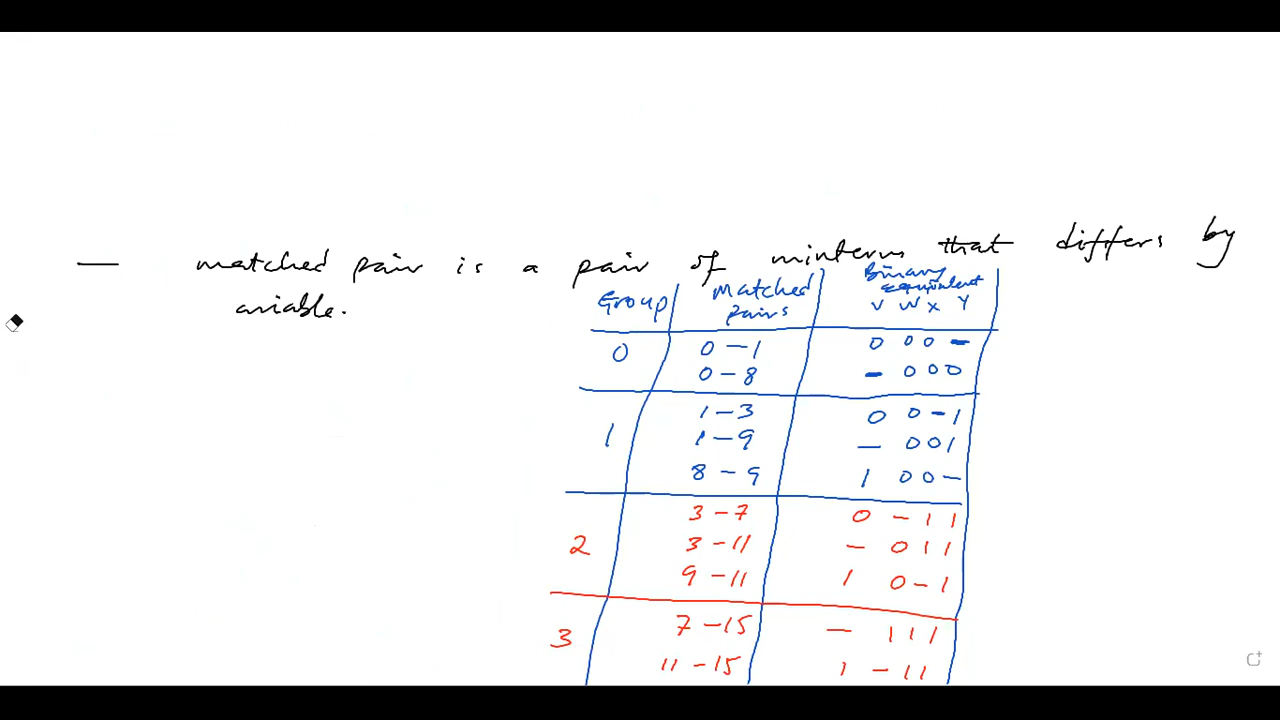 — matched pair is a pair of minterms that differs by
ariable.
Group Matched pairs Binary equivalent
V W X Y
0 0 – 1 0 0 0 –
0 – 8 – 0 0 0
1 1 – 3 0 0 – 1
1 – 9 – 0 0 1
8 – 9 1 0 0 –
2 3 – 7 0 – 1 1
3 – 11 – 0 1 1
9 – 11 1 0 – 1
3 7 – 15 – 1 1 1
11 – 15 1 – 1 1